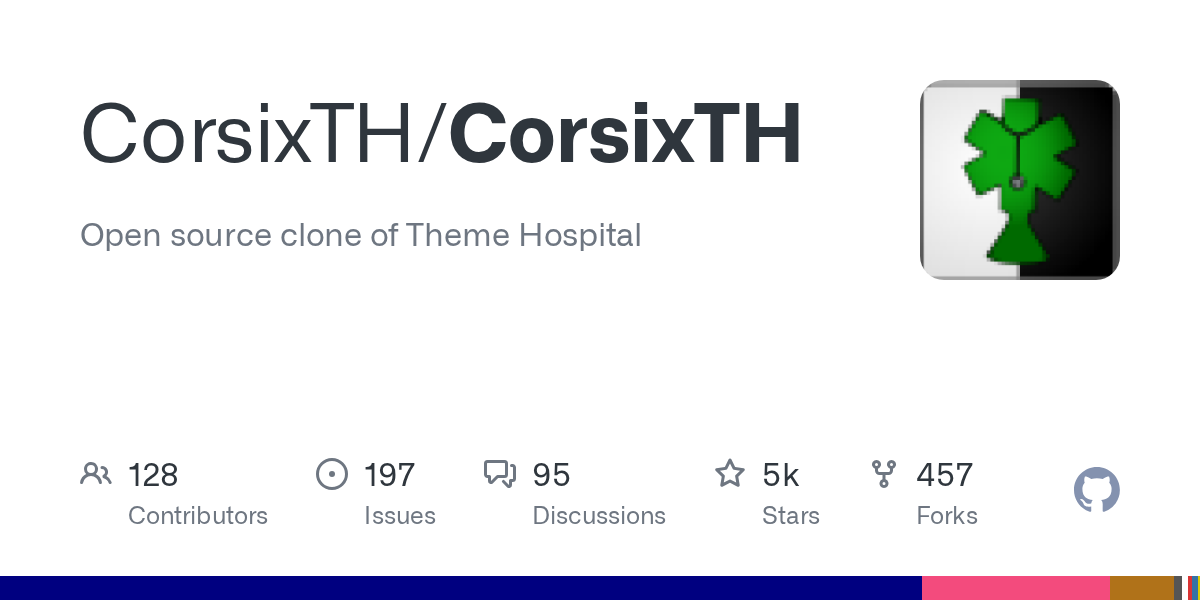 CorsixTH/CorsixTH
Open source clone of Theme Hospital
128 197 95 5k 457
Contributors Issues Discussions Stars Forks